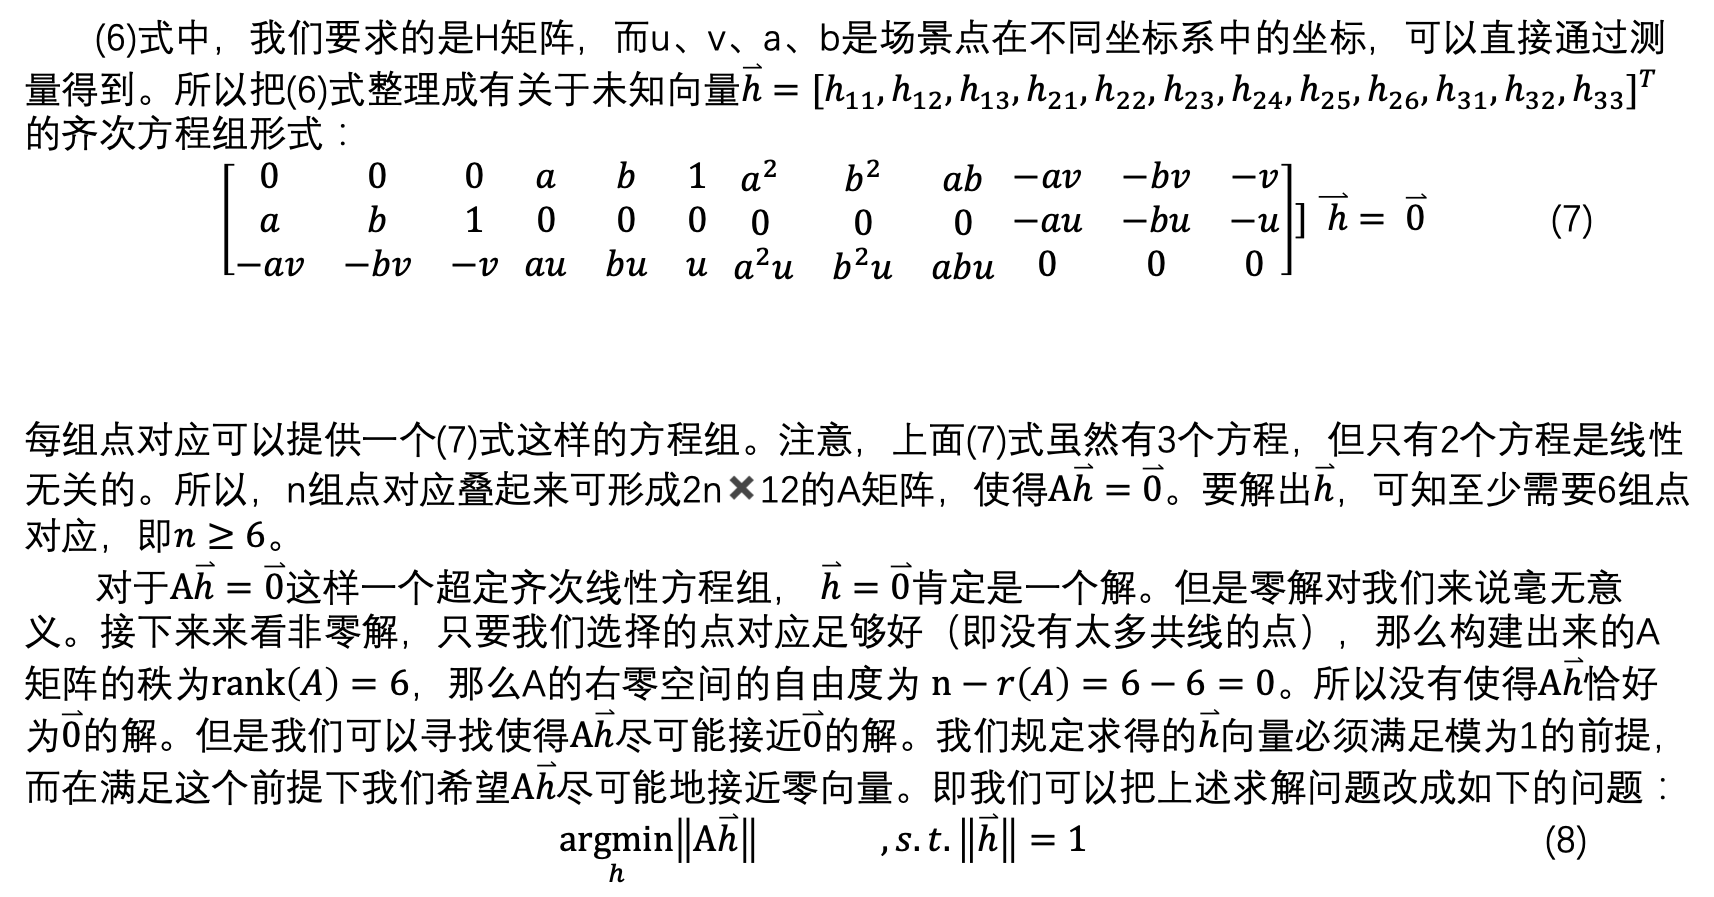 (6)式中，我们要求的是H矩阵，而u、v、a、b是场景点在不同坐标系中的坐标，可以直接通过测
量得到。所以把(6)式整理成有关于未知向量h⃗ = [h₁₁, h₁₂, h₁₃, h₂₁, h₂₂, h₂₃, h₂₄, h₂₅, h₂₆, h₃₁, h₃₂, h₃₃]ᵀ
的齐次方程组形式：
[0 0 0 a b 1 a² b² ab −av −bv −v
a b 1 0 0 0 0 0 0 −au −bu −u]] h⃗ = 0⃗ (7)
−av −bv −v au bu u a²u b²u abu 0 0 0]
每组点对应可以提供一个(7)式这样的方程组。注意，上面(7)式虽然有3个方程，但只有2个方程是线性
无关的。所以，n组点对应叠起来可形成2n✖12的A矩阵，使得Ah⃗ = 0⃗。要解出h⃗，可知至少需要6组点
对应，即n ≥ 6。
对于Ah⃗ = 0⃗这样一个超定齐次线性方程组， h⃗ = 0⃗肯定是一个解。但是零解对我们来说毫无意
义。接下来来看非零解，只要我们选择的点对应足够好（即没有太多共线的点），那么构建出来的A
矩阵的秩为rank(A) = 6，那么A的右零空间的自由度为 n − r(A) = 6 − 6 = 0。所以没有使得Ah⃗恰好
为0⃗的解。但是我们可以寻找使得Ah⃗尽可能接近0⃗的解。我们规定求得的h⃗向量必须满足模为1的前提，
而在满足这个前提下我们希望Ah⃗尽可能地接近零向量。即我们可以把上述求解问题改成如下的问题：
argmin‖Ah⃗‖ , s.t. ‖h⃗‖ = 1 (8)
h